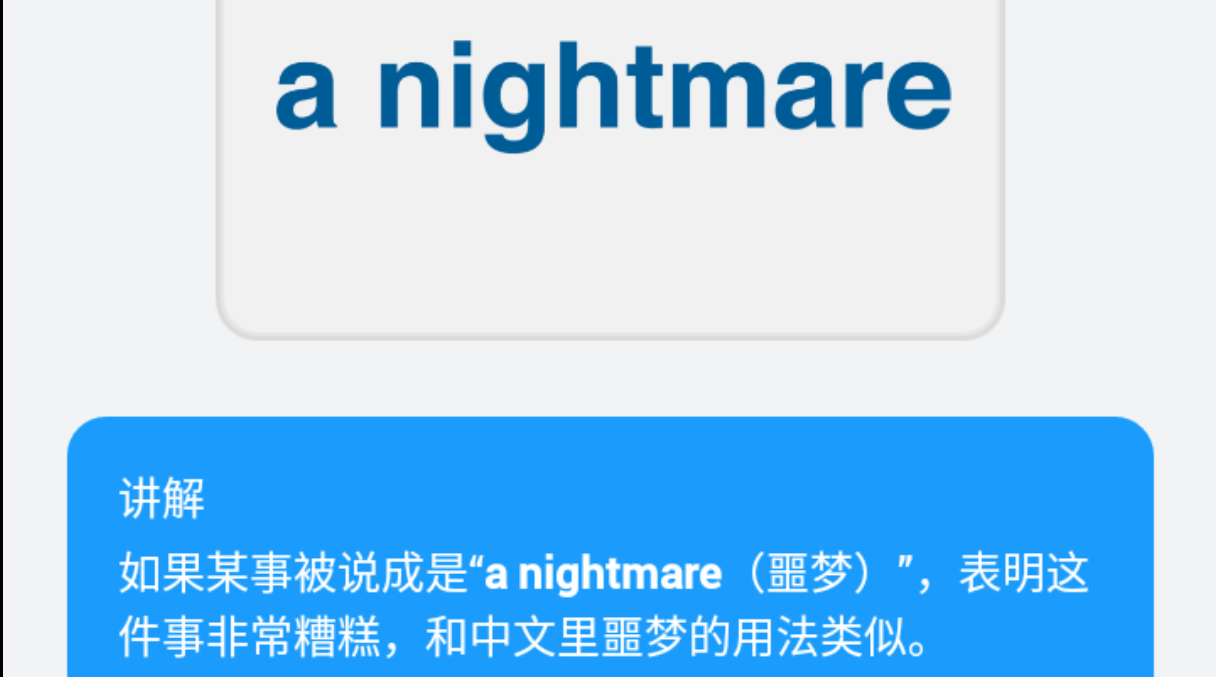 a nightmare
讲解
如果某事被说成是“a nightmare（噩梦）”，表明这
件事非常糟糕，和中文里噩梦的用法类似。